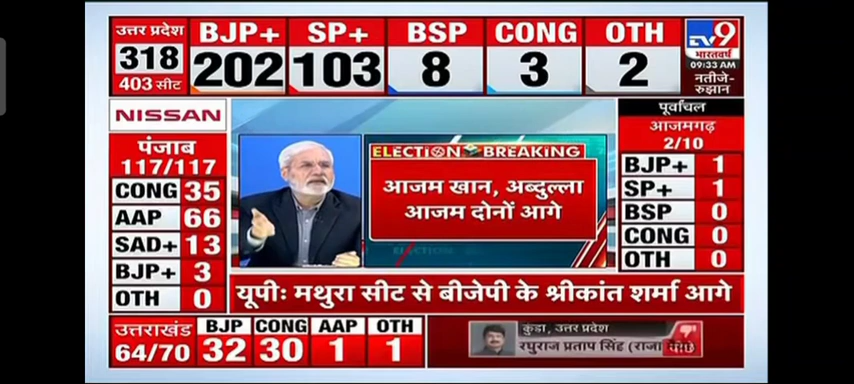 उत्तर प्रदेश
318
403 सीट
BJP+
202
SP+
103
BSP
8
CONG
3
OTH
2
TV9
भारतवर्ष
09:33 AM
नतीजे-
रुझान
NISSAN
पंजाब
117/117
CONG 35
AAP 66
SAD+ 13
BJP+ 3
OTH 0
ELECTION BREAKING
आजम खान, अब्दुल्ला
आजम दोनों आगे
पूर्वांचल
आजमगढ़
2/10
BJP+ 1
SP+ 1
BSP 0
CONG 0
OTH 0
यूपीः मथुरा सीट से बीजेपी के श्रीकांत शर्मा आगे
उत्तराखंड
64/70
BJP
32
CONG
30
AAP
1
OTH
1
कुंडा, उत्तर प्रदेश
रघुराज प्रताप सिंह (राजा